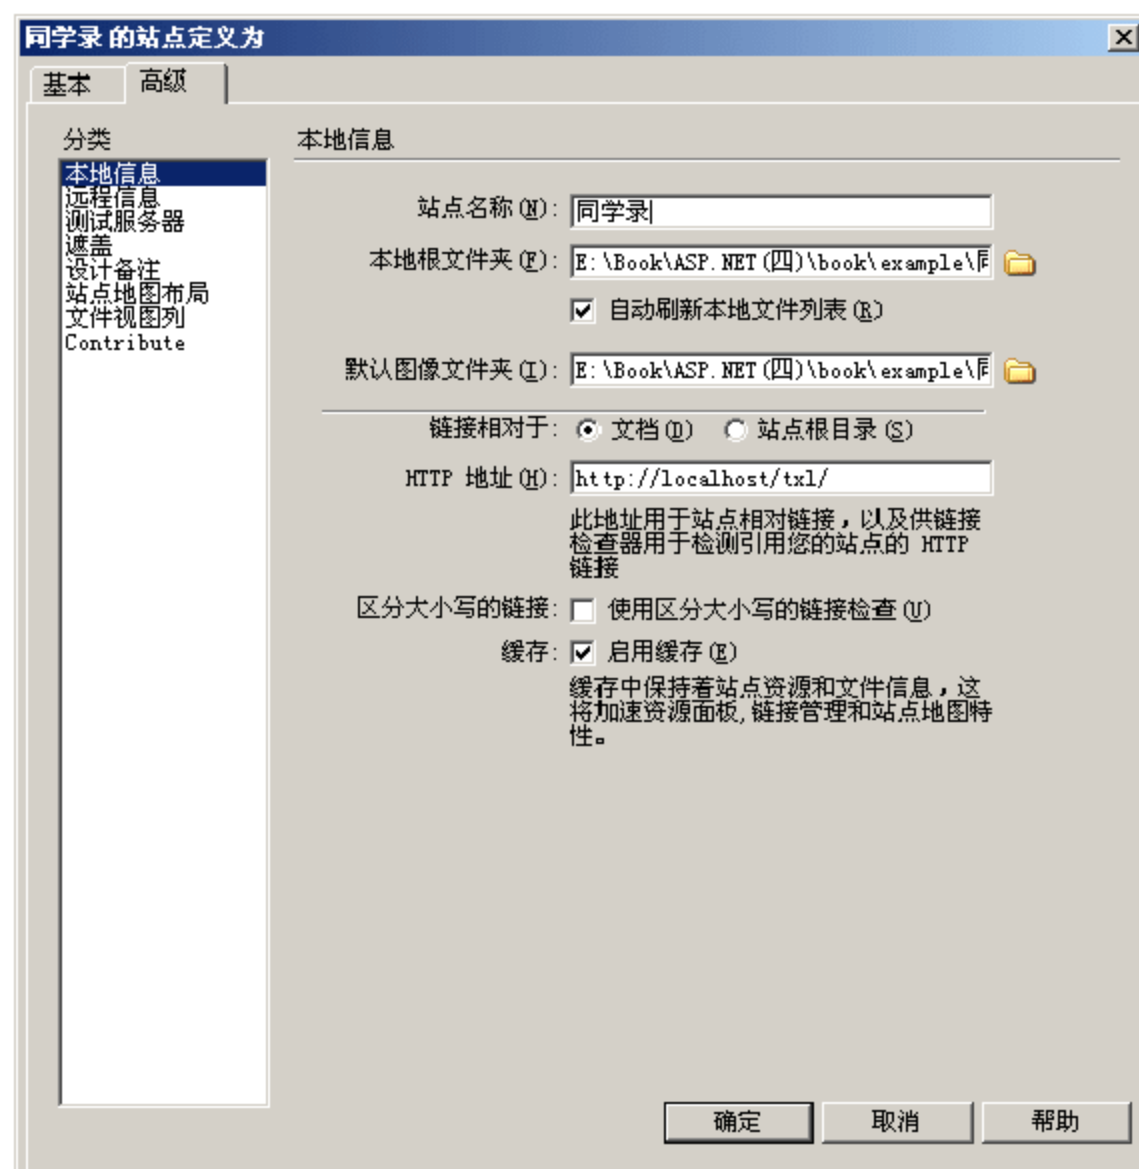 同学录 的站点定义为
基本 高级
分类
本地信息
远程信息
测试服务器
遮盖
设计备注
站点地图布局
文件视图列
Contribute
本地信息
站点名称(N): 同学录
本地根文件夹(F): E:\Book\ASP.NET(四)\book\example\
自动刷新本地文件列表(R)
默认图像文件夹(I): E:\Book\ASP.NET(四)\book\example\
链接相对于: 文档(D) 站点根目录(S)
HTTP 地址(H): http://localhost/txl/
此地址用于站点相对链接，以及供链接
检查器用于检测引用您的站点的 HTTP
链接
区分大小写的链接: 使用区分大小写的链接检查(U)
缓存: 启用缓存(E)
缓存中保持着站点资源和文件信息，这
将加速资源面板,链接管理和站点地图特
性。
确定 取消 帮助